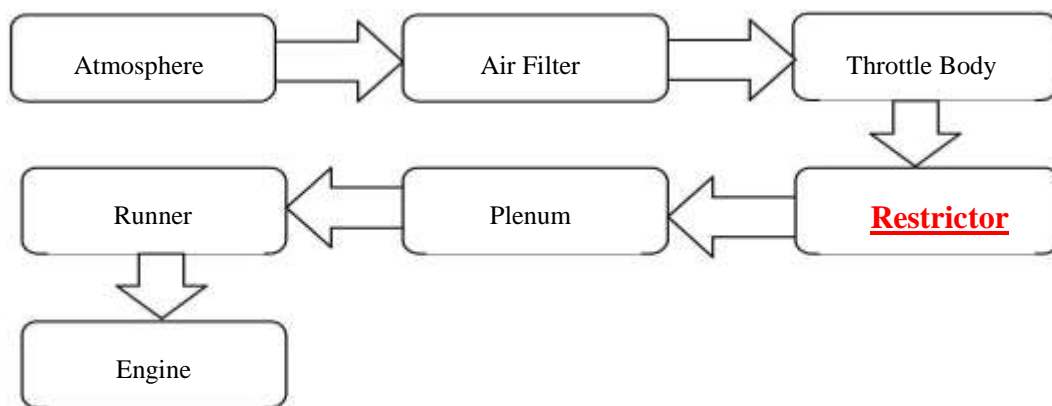 Atmosphere
Air Filter
Throttle Body
Restrictor
Plenum
Runner
Engine